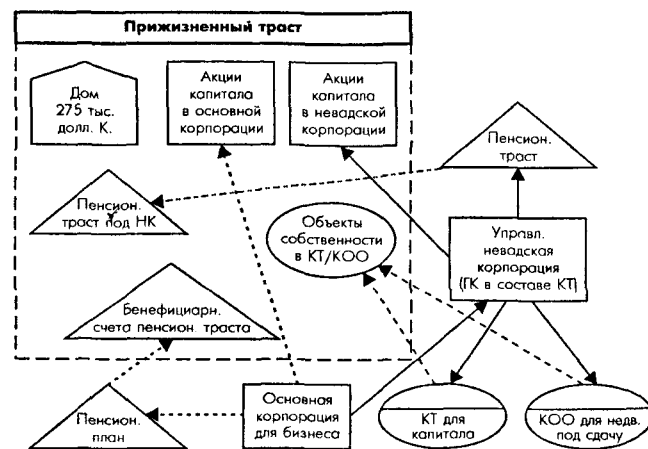 Прижизненный траст
Дом
275 тыс.
долл. К.
Акции
капитала
в основной
корпорации
Акции
капитала
в невадской
корпорации
Пенсион.
траст
Пенсион.
траст под НК
Объекты
собственности
в КТ/КОО
Управл.
невадская
корпорация
(ГК в составе КТ)
Бенефициарн.
счета пенсион. траста
Пенсион.
план
Основная
корпорация
для бизнеса
КТ для
капитала
КОО для недв.
под сдачу